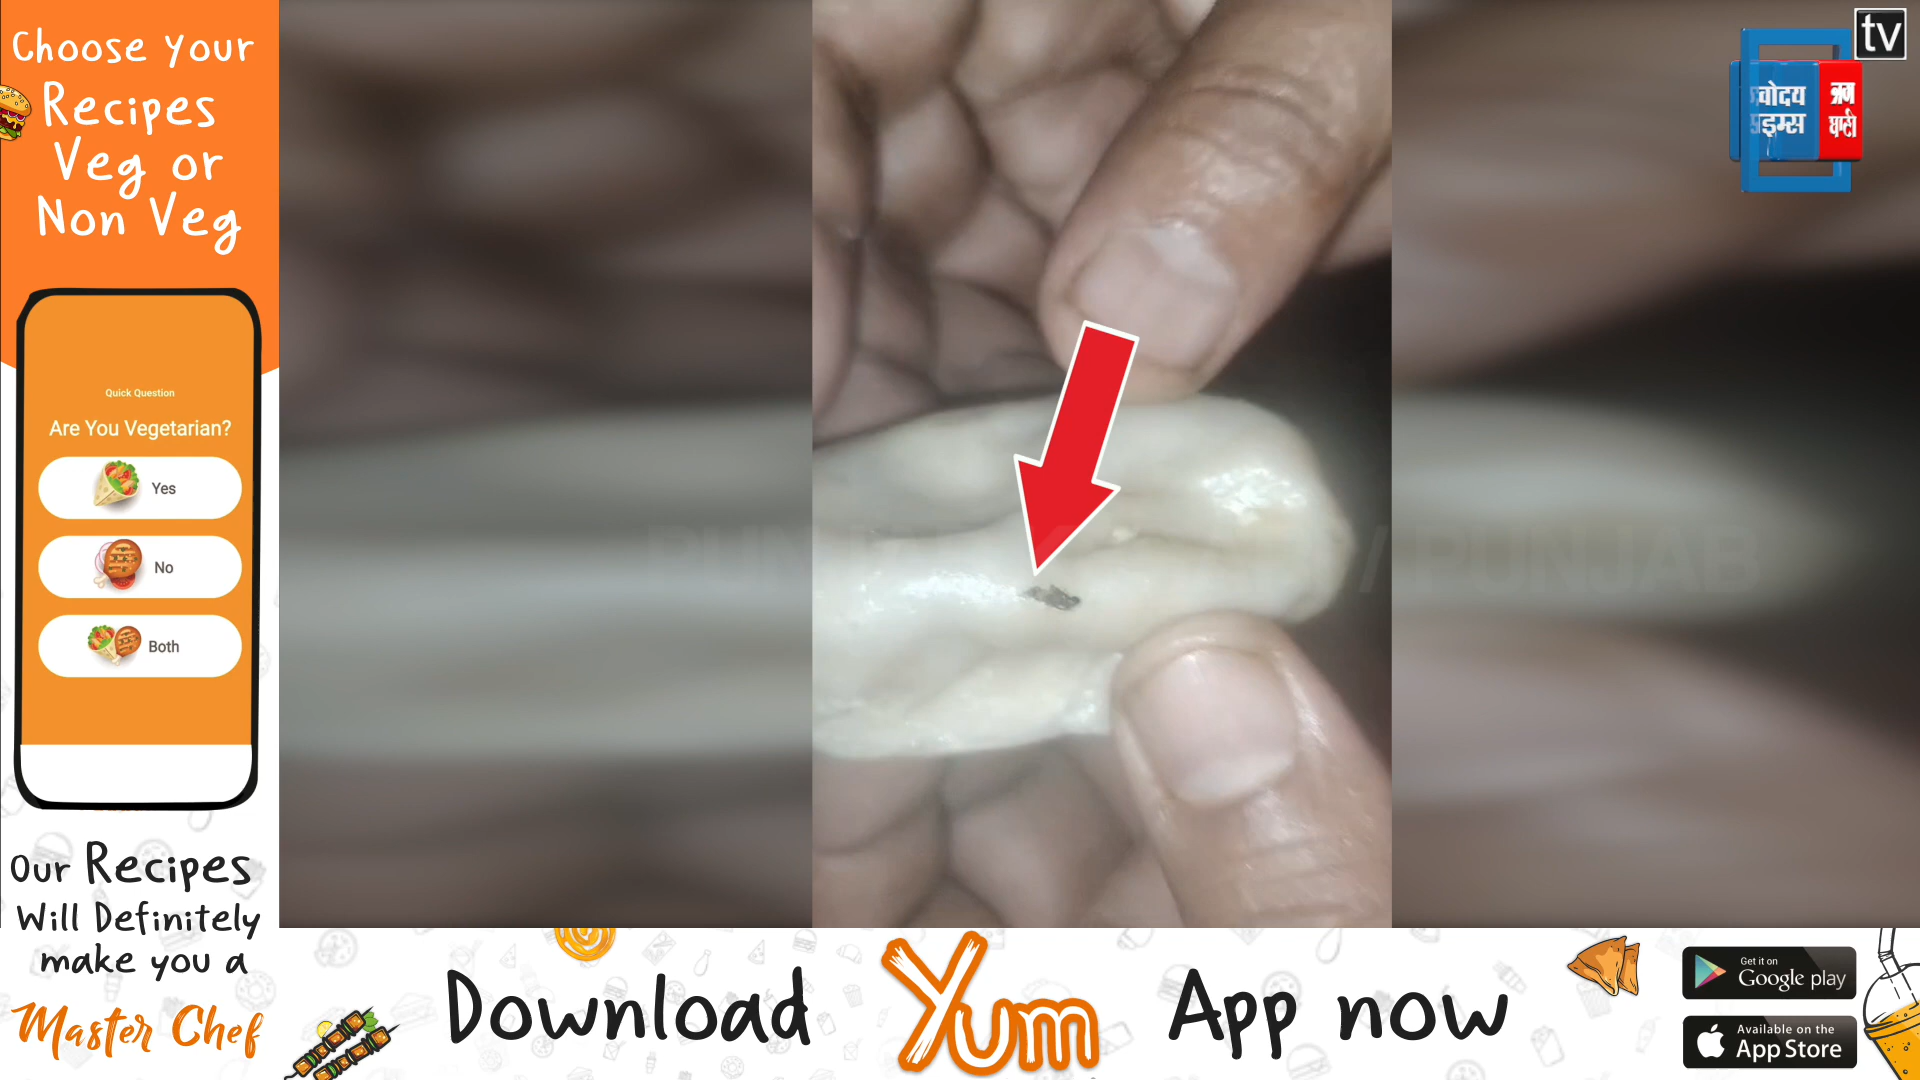 Choose Your
Recipes
Veg or
Non Veg
Quick Question
Are You Vegetarian?
Yes
No
Both
Our Recipes
Will Definitely
make you a
Master Chef
tv
Download Yum App now
Get it on
Google play
Available on the
App Store
/ PUNJAB